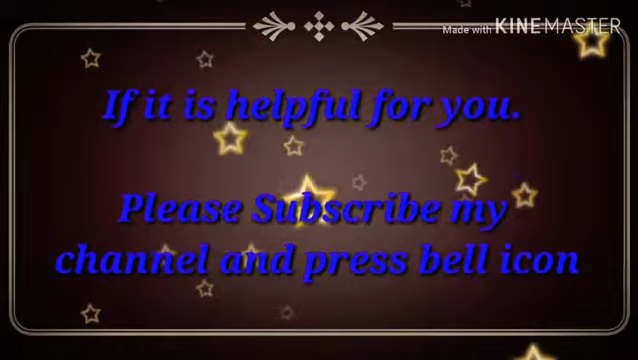 Made with KINEMASTER
If it is helpful for you.
Please Subscribe my
channel and press bell icon